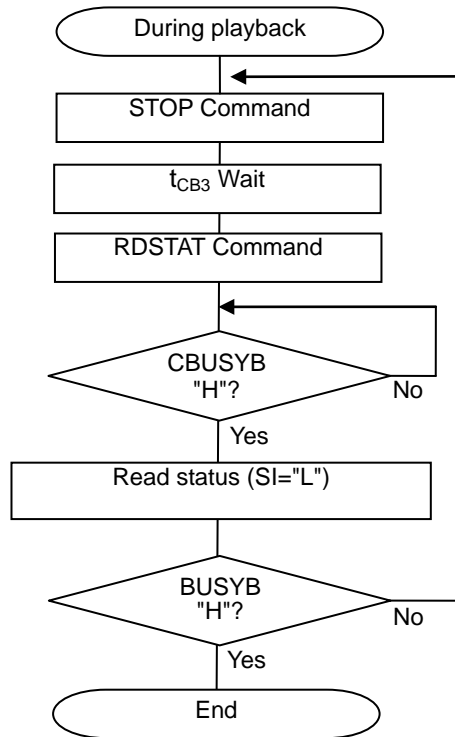 During playback
STOP Command
tCB3 Wait
RDSTAT Command
CBUSYB
"H"?
No
Yes
Read status (SI="L")
BUSYB
"H"?
No
Yes
End